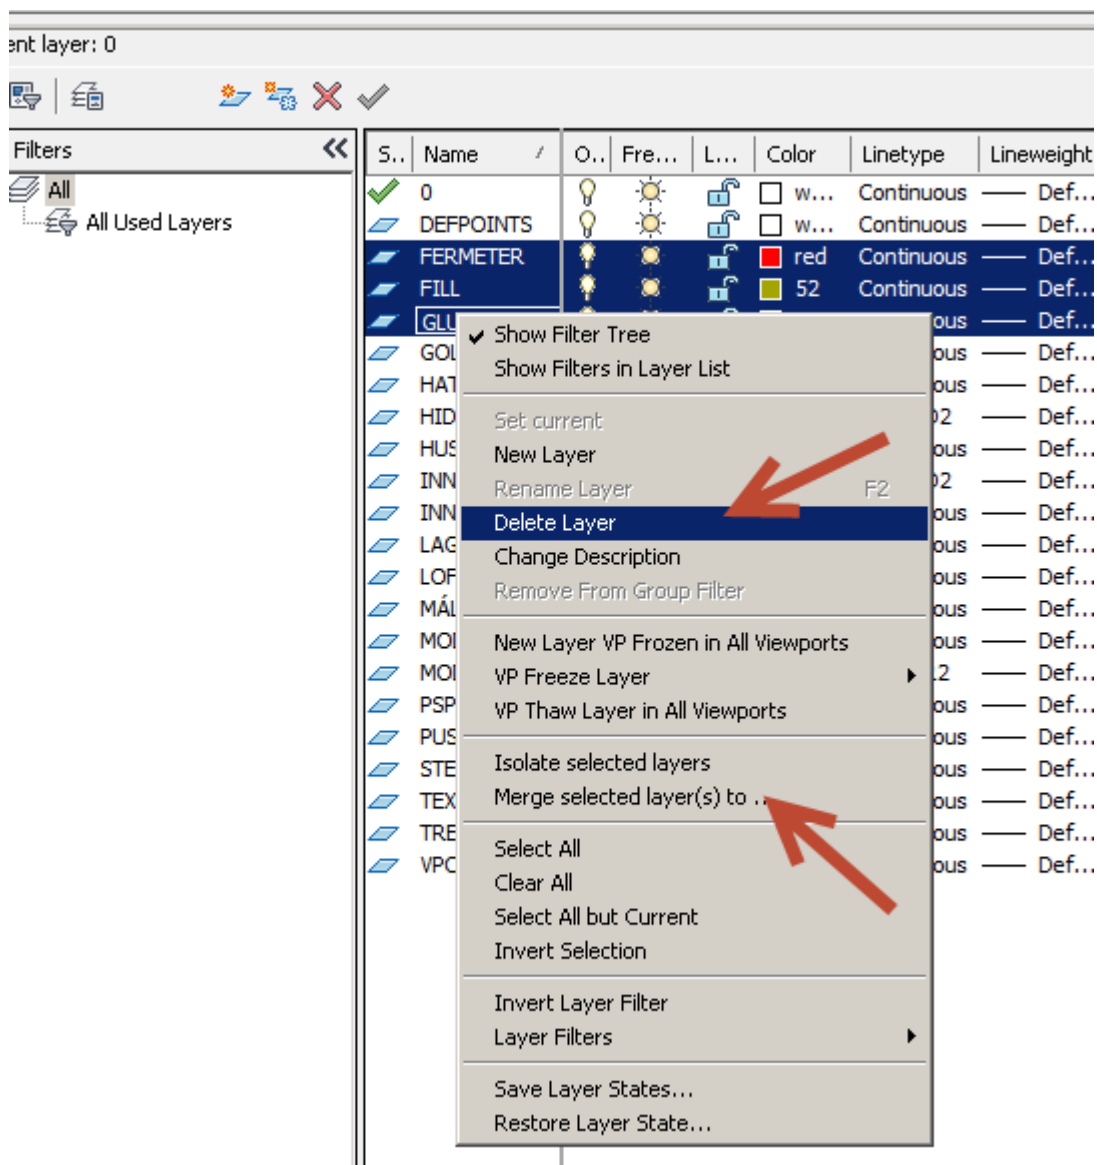 ent layer: 0
Filters
S.. Name / O.. Fre... L... Color Linetype Lineweight
All
All Used Layers
0 w... Continuous Def...
DEFPOINTS w... Continuous Def...
FERMETER red Continuous Def...
FILL 52 Continuous Def...
GLU ous Def...
GOL ous Def...
HAT ous Def...
HID 2 Def...
HUS ous Def...
INN 2 Def...
INN ous Def...
LAG ous Def...
LOF ous Def...
MÁL ous Def...
MO ous Def...
MO .2 Def...
PSP ous Def...
PUS ous Def...
STE ous Def...
TEX ous Def...
TRE ous Def...
VPO ous Def...
Show Filter Tree
Show Filters in Layer List
Set current
New Layer
Rename Layer F2
Delete Layer
Change Description
Remove From Group Filter
New Layer VP Frozen in All Viewports
VP Freeze Layer
VP Thaw Layer in All Viewports
Isolate selected layers
Merge selected layer(s) to ...
Select All
Clear All
Select All but Current
Invert Selection
Invert Layer Filter
Layer Filters
Save Layer States...
Restore Layer State...